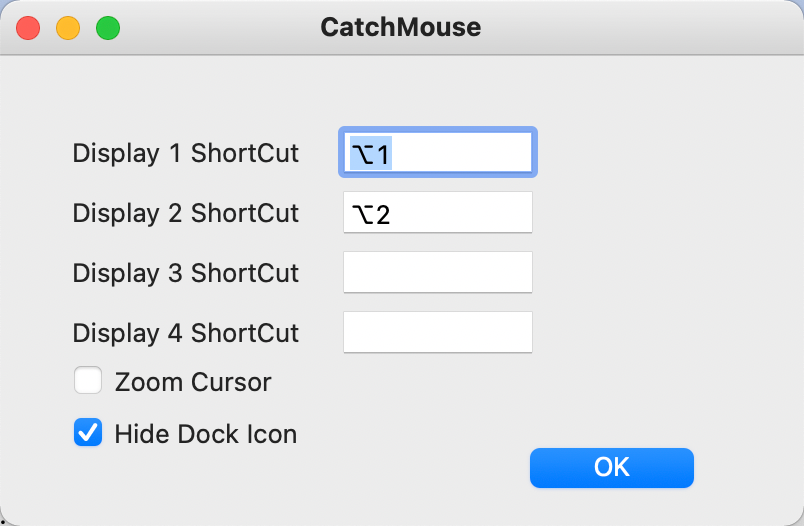 CatchMouse
Display 1 ShortCut ⌥1
Display 2 ShortCut ⌥2
Display 3 ShortCut
Display 4 ShortCut
Zoom Cursor
Hide Dock Icon
OK